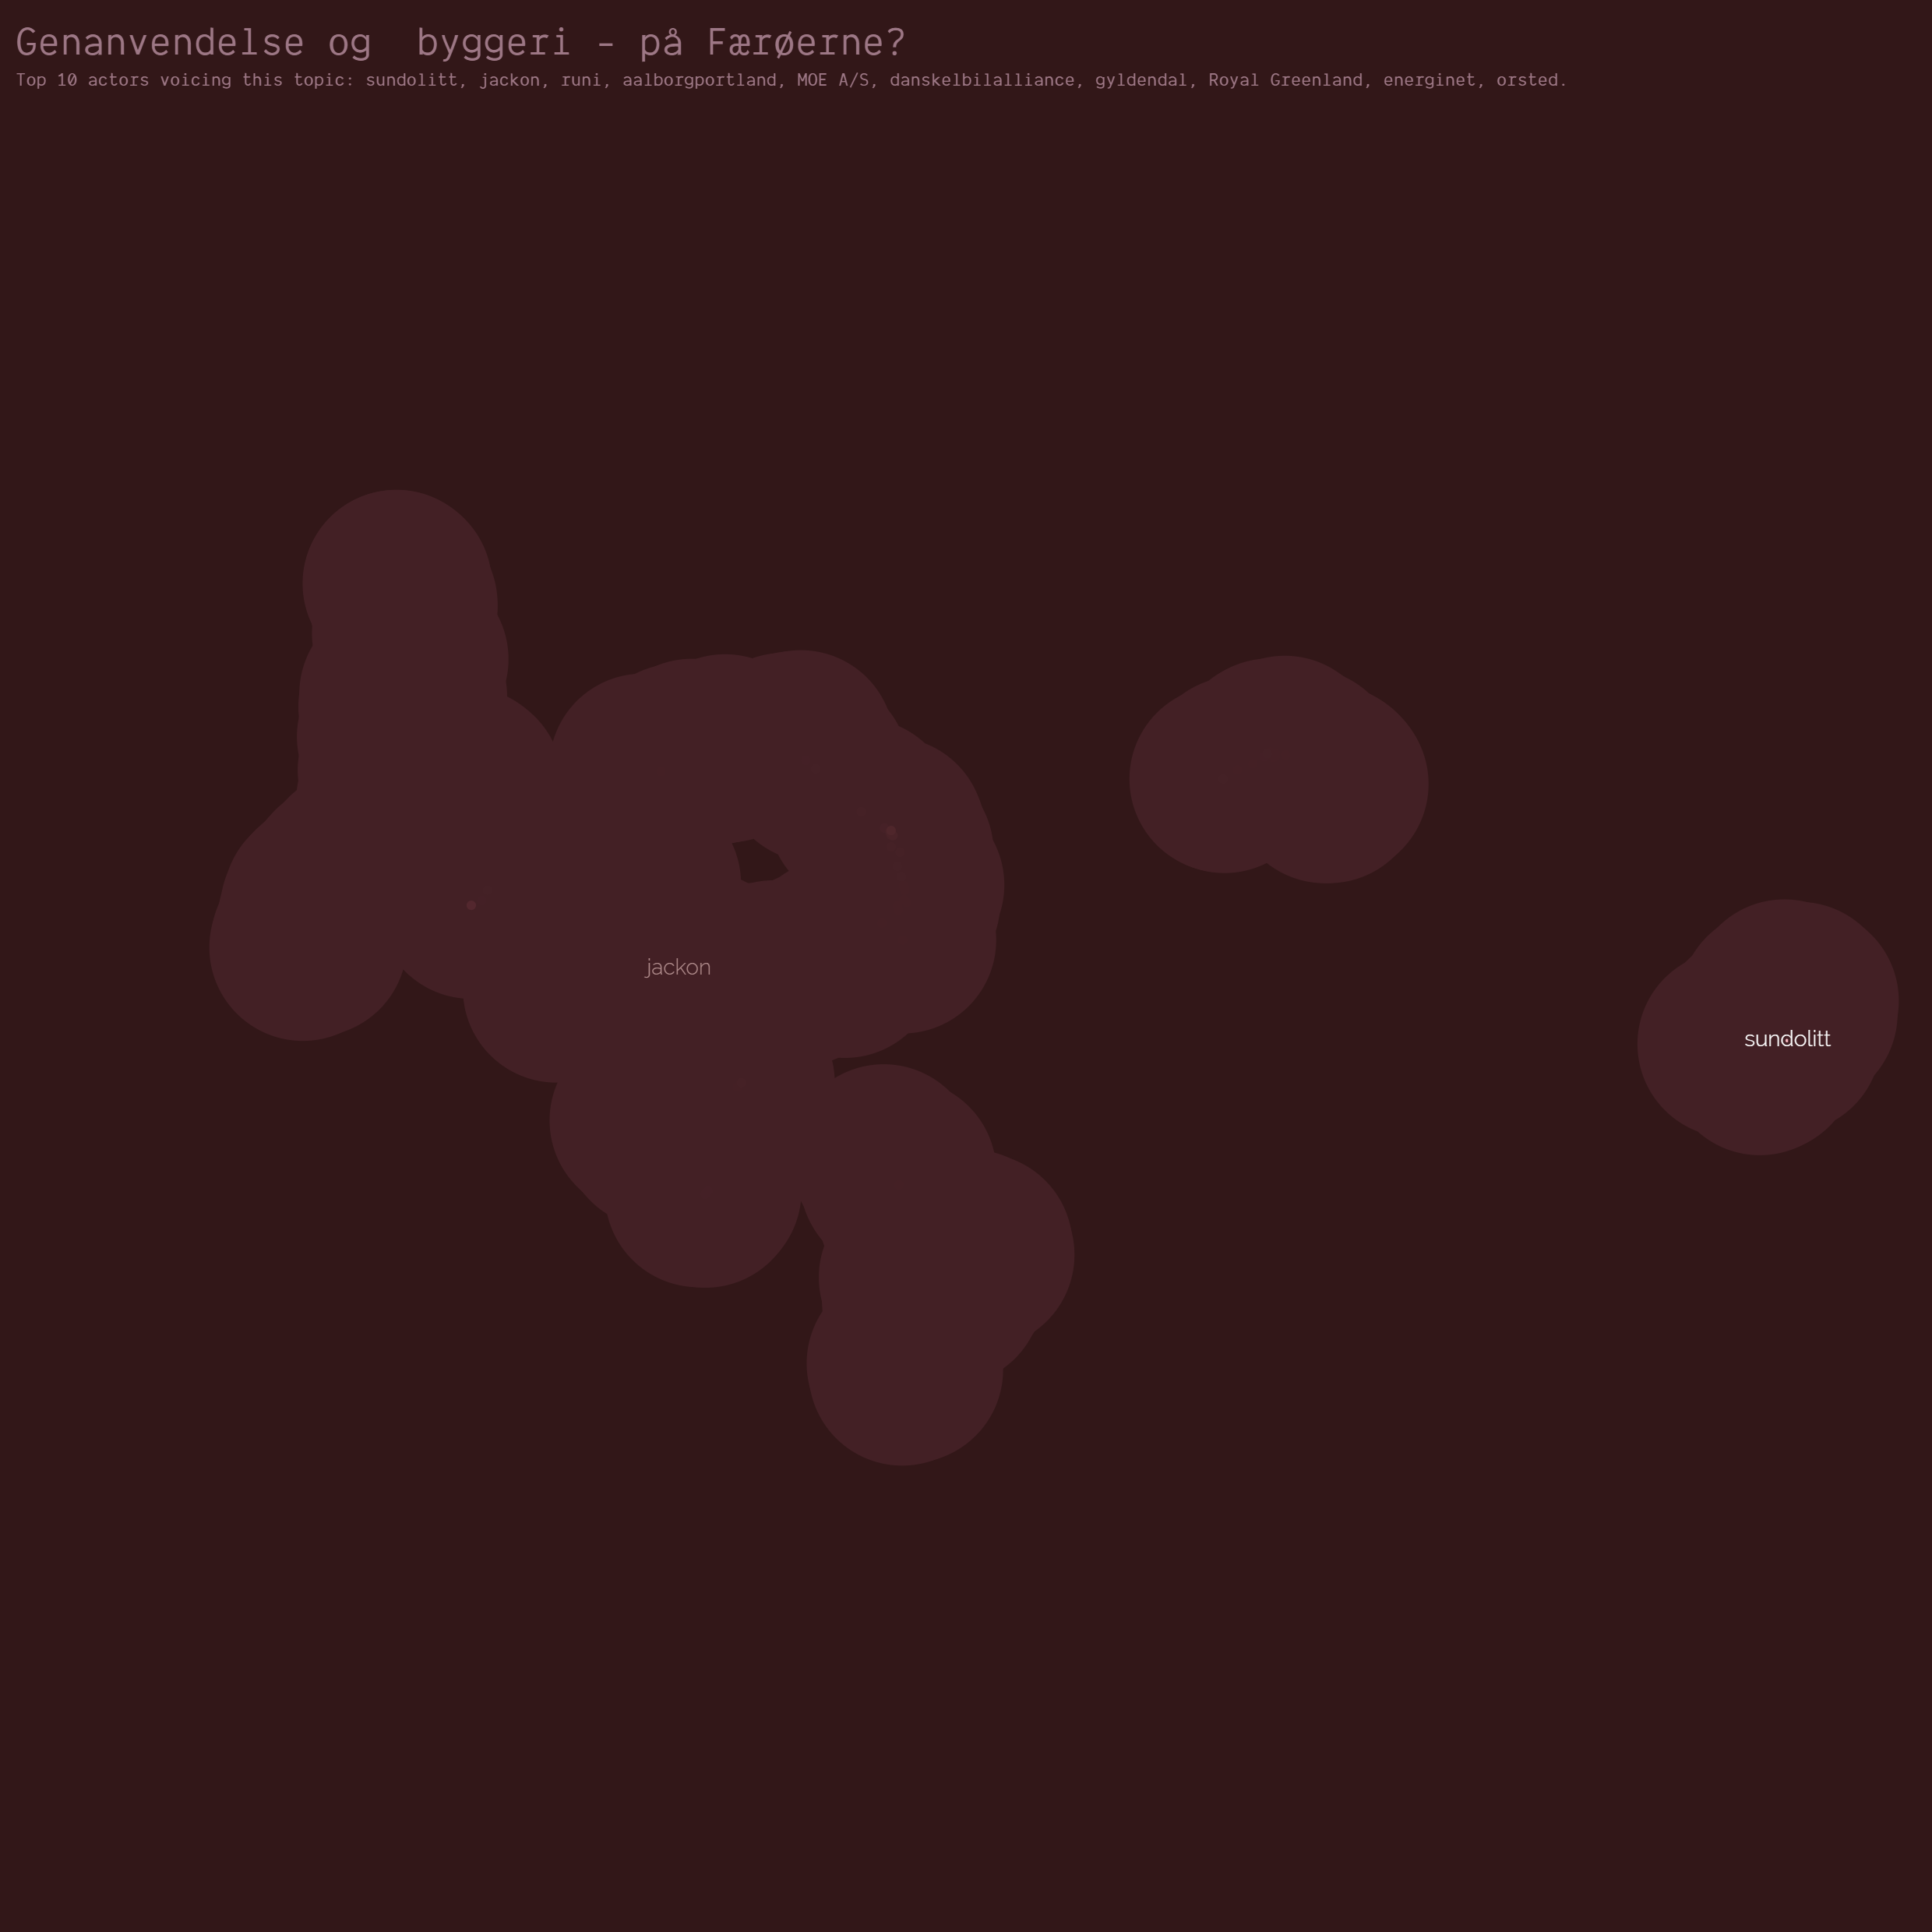 Genanvendelse og  byggeri - på Færøerne?
Top 10 actors voicing this topic: sundolitt, jackon, runi, aalborgportland, MOE A/S, danskelbilalliance, gyldendal, Royal Greenland, energinet, orsted.
jackon
sundolitt